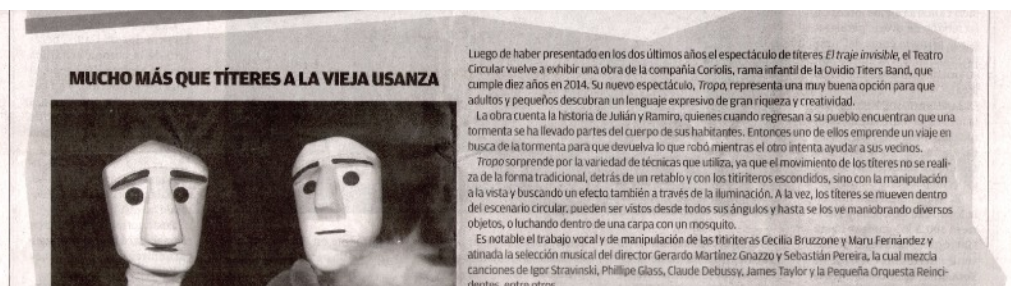 MUCHO MÁS QUE TÍTERES A LA VIEJA USANZA
Luego de haber presentado en los dos últimos años el espectáculo de títeres El traje invisible, el Teatro
Circular vuelve a exhibir una obra de la compañía Coriolis, rama infantil de la Ovidio Titers Band, que
cumple diez años en 2014. Su nuevo espectáculo, Tropo, representa una muy buena opción para que
adultos y pequeños descubran un lenguaje expresivo de gran riqueza y creatividad.
La obra cuenta la historia de Julián y Ramiro, quienes cuando regresan a su pueblo encuentran que una
tormenta se ha llevado partes del cuerpo de sus habitantes. Entonces uno de ellos emprende un viaje en
busca de la tormenta para que devuelva lo que robó mientras el otro intenta ayudar a sus vecinos.
Tropo sorprende por la variedad de técnicas que utiliza, ya que el movimiento de los títeres no se reali-
za de la forma tradicional, detrás de un retablo y con los titiriteros escondidos, sino con la manipulación
a la vista y buscando un efecto también a través de la iluminación. A la vez, los títeres se mueven dentro
del escenario circular, pueden ser vistos desde todos sus ángulos y hasta se los ve maniobrando diversos
objetos, o luchando dentro de una carpa con un mosquito.
Es notable el trabajo vocal y de manipulación de las titiriteras Cecilia Bruzzone y Maru Fernández y
atinada la selección musical del director Gerardo Martínez Gnazzo y Sebastián Pereira, la cual mezcla
canciones de Igor Stravinski, Phillipe Glass, Claude Debussy, James Taylor y la Pequeña Orquesta Reinci-
dentes, entre otros